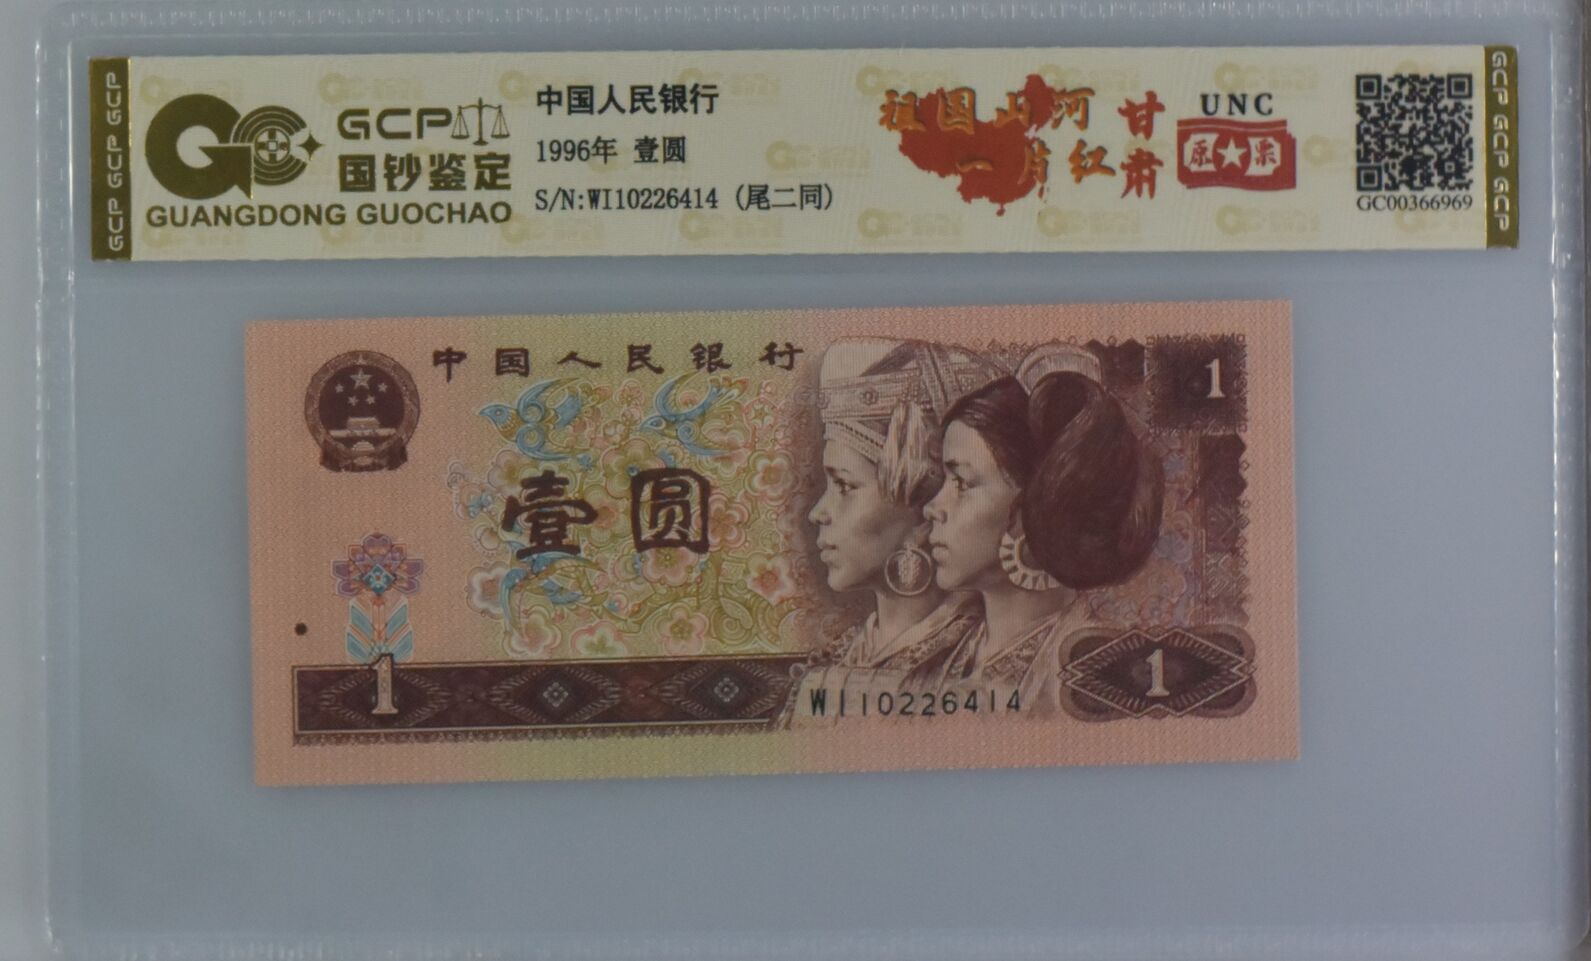 GCP GCP GCP
GCP
国钞鉴定
GUANGDONG GUOCHAO
中国人民银行
1996年 壹圆
S/N:WI10226414 (尾二同)
祖国山河
一片红
甘肃
UNC
原★票
GC00366969
GCP GCP GCP
中国人民银行
1
壹圆
1
WI10226414
1